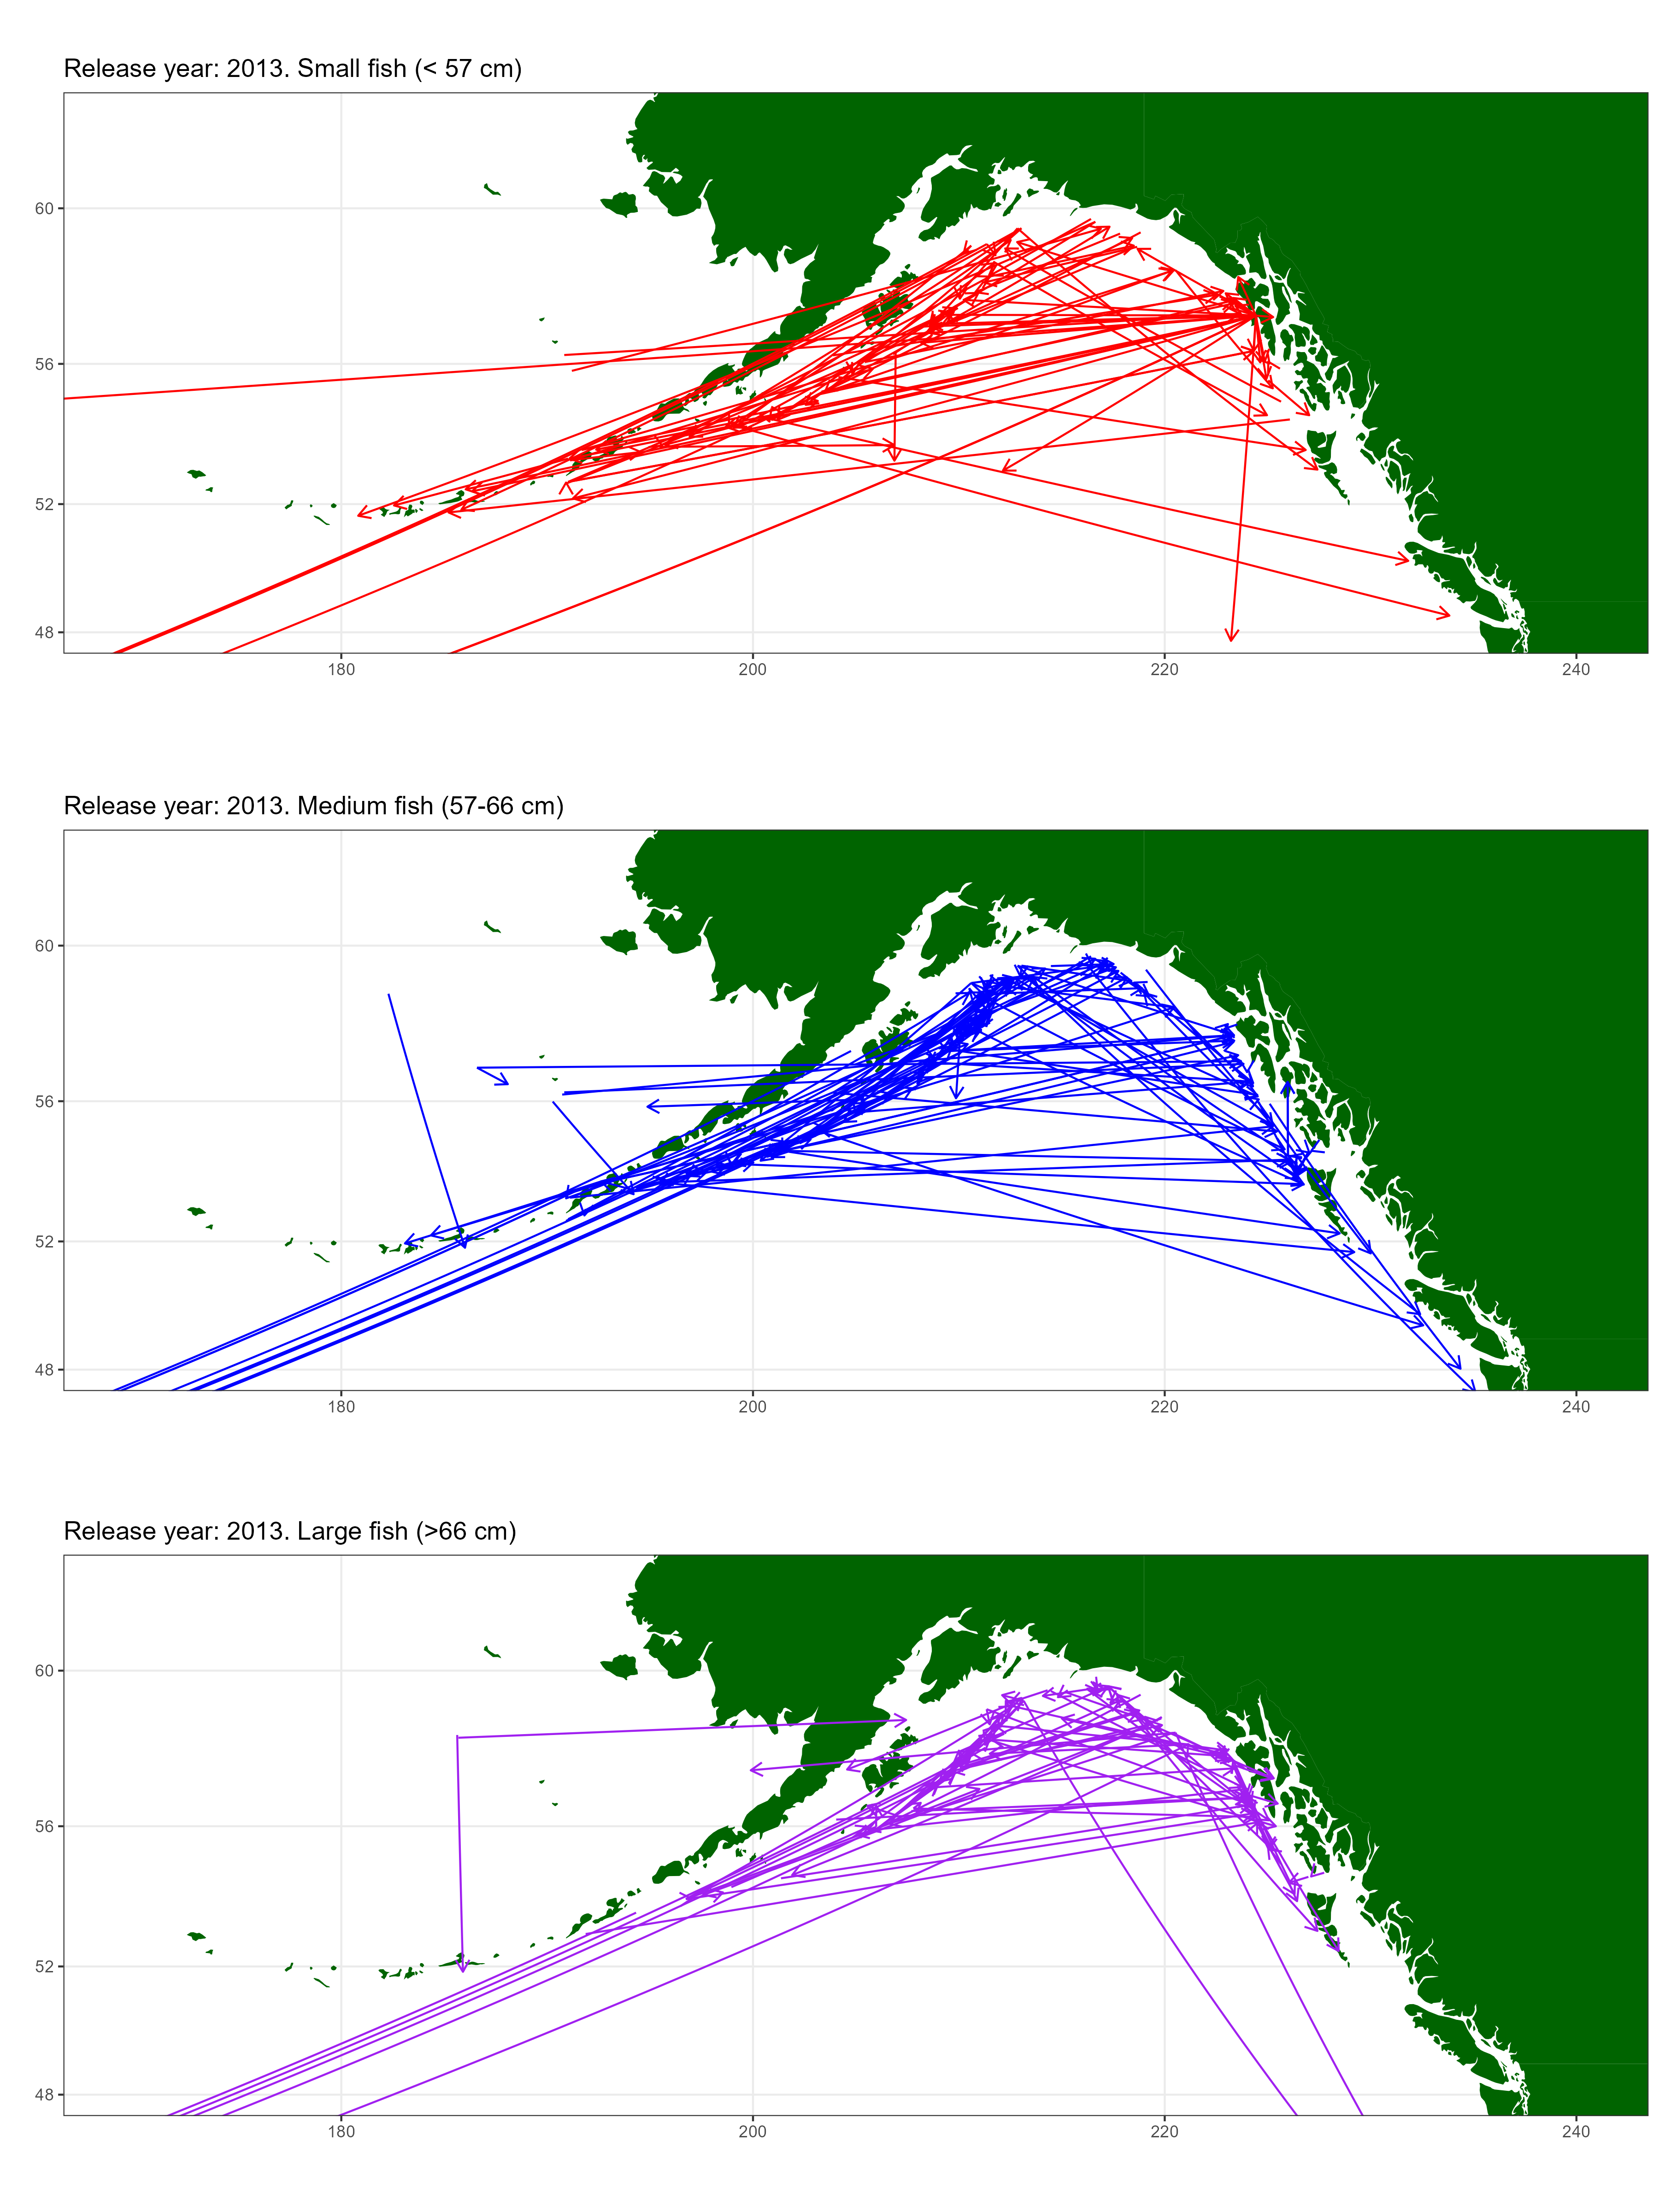 Release year: 2013. Small fish (< 57 cm)
60
56
52
48
180 200 220 240
Release year: 2013. Medium fish (57-66 cm)
60
56
52
48
180 200 220 240
Release year: 2013. Large fish (>66 cm)
60
56
52
48
180 200 220 240